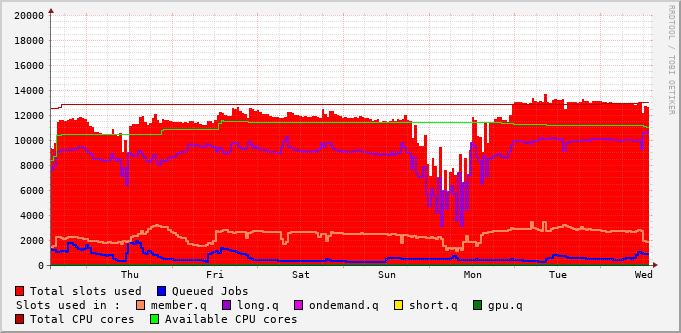 20000
18000
16000
14000
12000
10000
8000
6000
4000
2000
0
Thu Fri Sat Sun Mon Tue Wed
RRDTOOL / TOBI OETIKER
Total slots used Queued Jobs
Slots used in : member.q long.q ondemand.q short.q gpu.q
Total CPU cores Available CPU cores